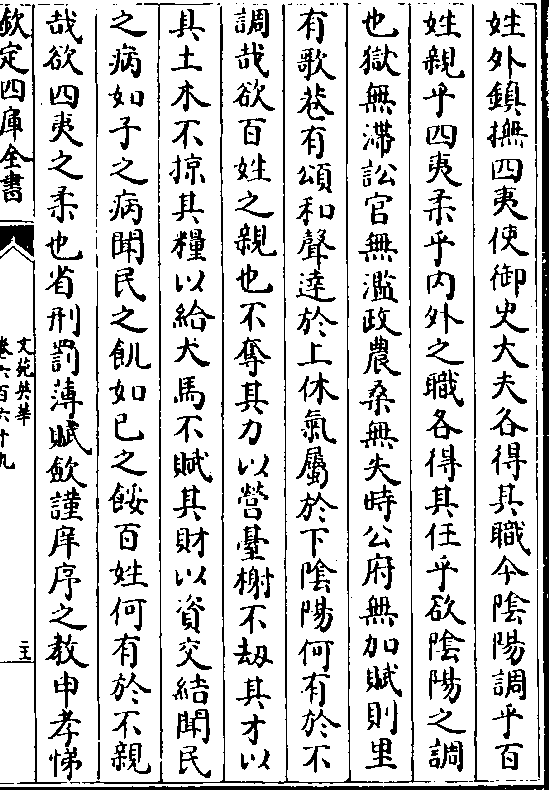 姓外鎮撫四夷使御史大夫各得其職今陰陽調乎百
姓親乎四夷柔乎内外之職各得其任乎欲陰陽之調
也獄無滯訟官無濫政農桑無失時公府無加賦則里
有歌巷有頌和聲達於上休氣屬於下陰陽何有於不
調哉欲百姓之親也不奪其力以營臺榭不刼其才以
具土木不掠其糧以給犬馬不賦其財以資交結聞民
之病如子之病聞民之飢如已之餒百姓何有於不親
哉欲四夷之柔也省刑罰薄賦歛謹庠序之教申孝悌
欽定四庫全書
文苑英華
卷六百六十九